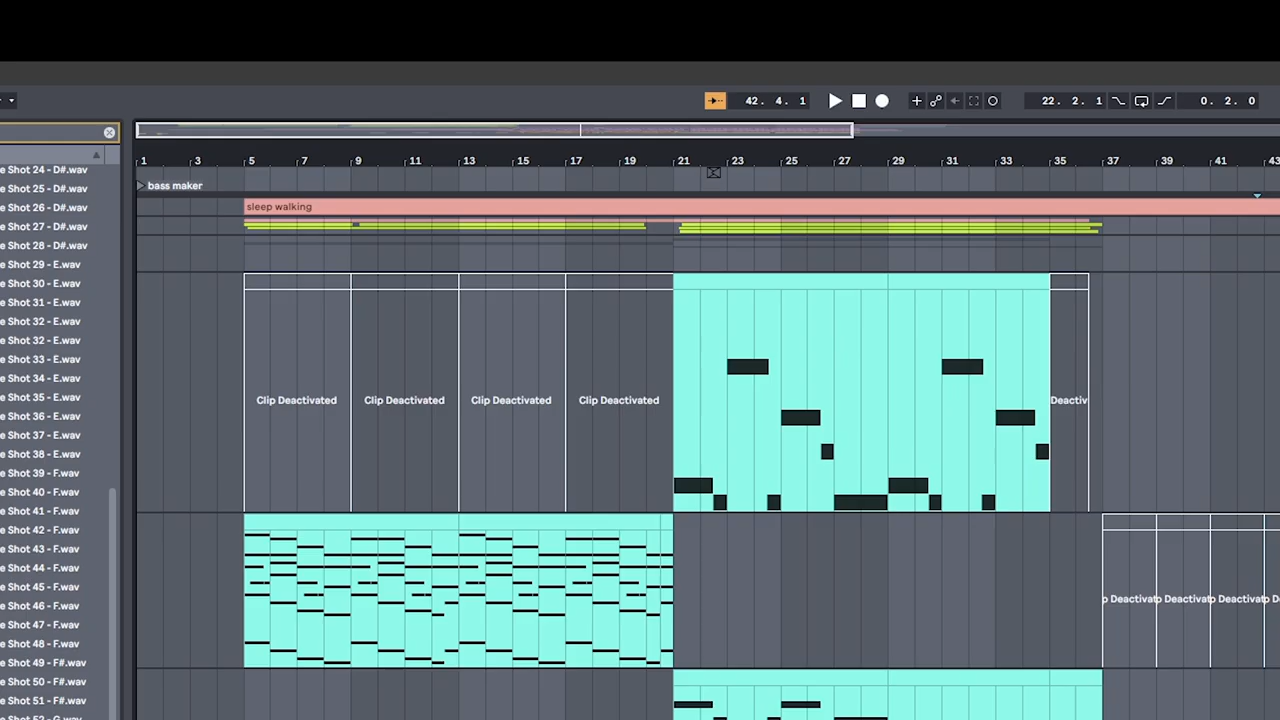 42. 4. 1
22. 2. 1
0. 2. 0
1 3 5 7 9 11 13 15 17 19 21 23 25 27 29 31 33 35 37 39 41 43
bass maker
sleep walking
e Shot 24 - D#.wav
e Shot 25 - D#.wav
e Shot 26 - D#.wav
e Shot 27 - D#.wav
e Shot 28 - D#.wav
e Shot 29 - E.wav
e Shot 30 - E.wav
e Shot 31 - E.wav
e Shot 32 - E.wav
e Shot 32 - E.wav
e Shot 33 - E.wav
e Shot 34 - E.wav
e Shot 35 - E.wav
e Shot 36 - E.wav
e Shot 37 - E.wav
e Shot 38 - E.wav
e Shot 39 - F.wav
e Shot 40 - F.wav
e Shot 41 - F.wav
e Shot 42 - F.wav
e Shot 43 - F.wav
e Shot 44 - F.wav
e Shot 45 - F.wav
e Shot 46 - F.wav
e Shot 47 - F.wav
e Shot 48 - F.wav
e Shot 49 - F#.wav
e Shot 50 - F#.wav
e Shot 51 - F#.wav
e Shot 52 - G.wav
Clip Deactivated Clip Deactivated Clip Deactivated Clip Deactivated Deactiv
p Deactivat p Deactivat p Deactivat p De